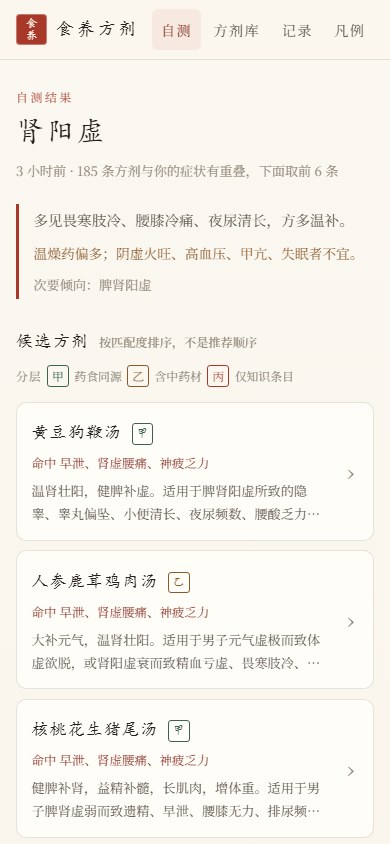 食养
食养方剂
自测
方剂库
记录
凡例
自测结果
肾阳虚
3 小时前 · 185 条方剂与你的症状有重叠，下面取前 6 条
多见畏寒肢冷、腰膝冷痛、夜尿清长，方多温补。
温燥药偏多；阴虚火旺、高血压、甲亢、失眠者不宜。
次要倾向：脾肾阳虚
候选方剂 按匹配度排序，不是推荐顺序
分层 甲 药食同源 乙 含中药材 丙 仅知识条目
黄豆狗鞭汤 甲
命中 早泄、肾虚腰痛、神疲乏力
温肾壮阳，健脾补虚。适用于脾肾阳虚所致的隐
睾、睾丸偏坠、小便清长、夜尿频数、腰酸乏力…
人参鹿茸鸡肉汤 乙
命中 早泄、肾虚腰痛、神疲乏力
大补元气，温肾壮阳。适用于男子元气虚极而致体
虚欲脱，或肾阳虚衰而致精血亏虚、畏寒肢冷、…
核桃花生猪尾汤 甲
命中 早泄、肾虚腰痛、神疲乏力
健脾补肾，益精补髓，长肌肉，增体重。适用于男
子脾肾虚弱而致遗精、早泄、腰膝无力、排尿频…